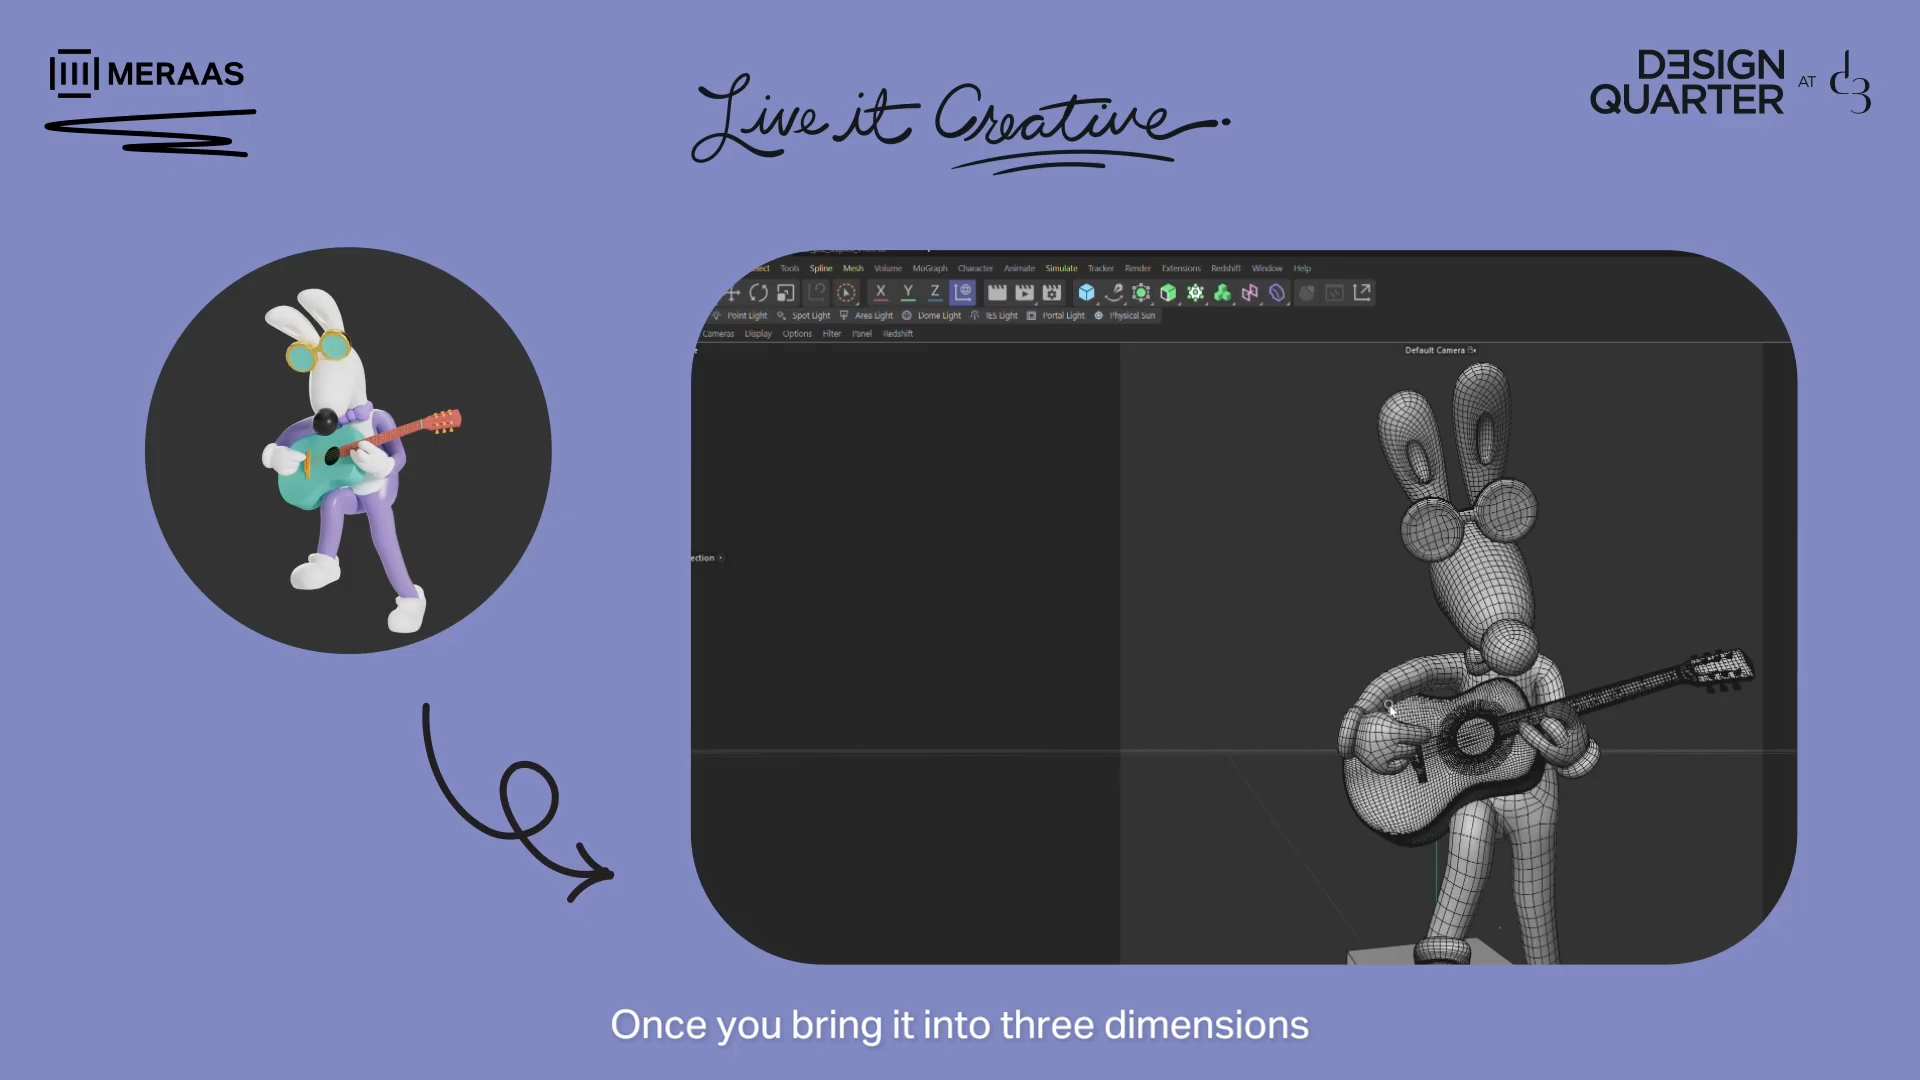 MERAAS
Live it Creative.
DESIGN
QUARTER
AT d3
Tools Spline Mesh Volume MoGraph Character Animate Simulate Tracker Render Extensions Redshift Window Help
X Y Z
Point Light Spot Light Area Light Dome Light IES Light Portal Light Physical Sun
Cameras Display Options Filter Panel Redshift
Default Camera
ection
Once you bring it into three dimensions